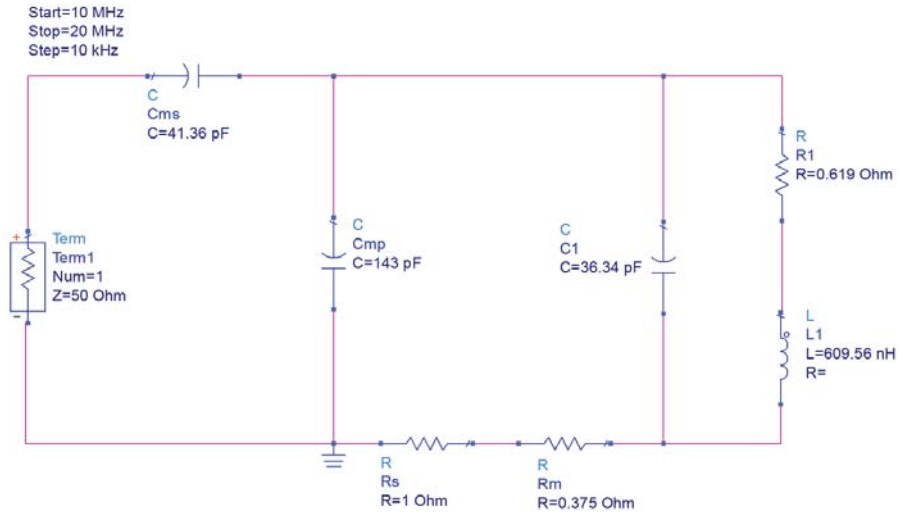 Start=10 MHz
Stop=20 MHz
Step=10 kHz
C
Cms
C=41.36 pF
R
R1
R=0.619 Ohm
+
Term
Term1
Num=1
Z=50 Ohm
-
C
Cmp
C=143 pF
C
C1
C=36.34 pF
L
L1
L=609.56 nH
R=
R
Rs
R=1 Ohm
R
Rm
R=0.375 Ohm